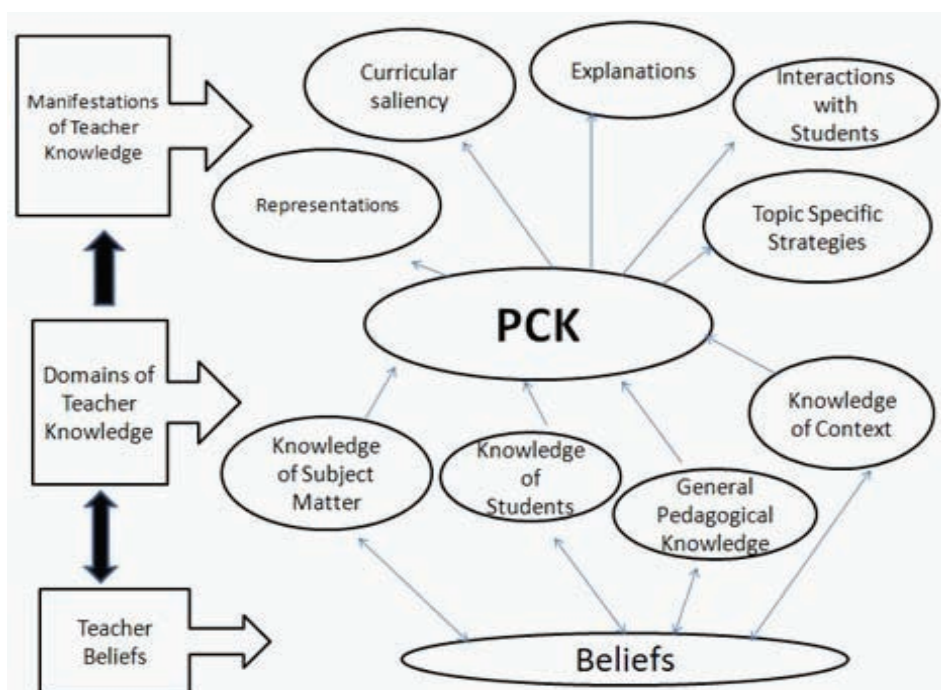 Manifestations
of Teacher
Knowledge
Curricular
saliency
Explanations
Interactions
with
Students
Representations
Topic Specific
Strategies
PCK
Domains of
Teacher
Knowledge
Knowledge
of Subject
Matter
Knowledge
of
Students
General
Pedagogical
Knowledge
Knowledge
of Context
Teacher
Beliefs
Beliefs